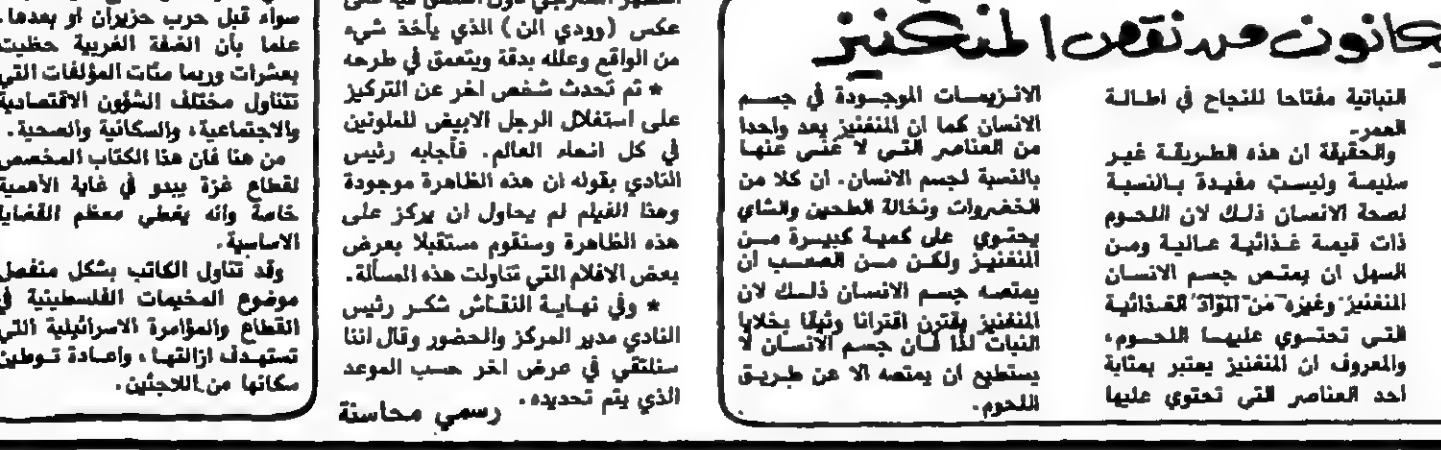 يعانون من نقص المنكنيز
النباتية مفتاحا للنجاح في اطالة
العمر.
والحقيقة ان هذه الطريقة غير
سليمة وليست مفيدة بالنسبة
لصحة الانسان ذلك لان اللحوم
ذات قيمة غذائية عالية ومن
السهل ان يمتص جسم الانسان
المنغنيز وغيره من المواد الغذائية
التي تحتوي عليها اللحوم،
والمعروف ان المنغنيز يعتبر بمثابة
أحد العناصر التي تحتوي عليها
الانزيمات الموجودة في جسم
الانسان كما ان المنغنيز يعد واحدا
من العناصر التي لا غنى عنها
بالنسبة لجسم الانسان. ان كلا من
الخضروات ونخالة الطحين والشاي
يحتوي على كمية كبيرة من
المنغنيز ولكن من الصعب ان
يمتصه جسم الانسان ذلك لان
المنغنيز يقترن اقترانا وثيقا بخلايا
النبات لذا فان جسم الانسان لا
يستطيع ان يمتصه الا عن طريق
اللحوم.
عكس (وودي الن) الذي يأخذ شيء
من الواقع وعلله بدقة ويتعمق في طرحه
* ثم تحدث شخص اخر عن التركيز
على استغلال الرجل الابيض للملونين
في كل انحاء العالم. فأجابه رئيس
النادي بقوله ان هذه الظاهرة موجودة
وهذا الفيلم لم يحاول ان يركز على
هذه الظاهرة وسنقوم مستقبلا بعرض
بعض الافلام التي تناولت هذه المسألة.
* وفي نهاية النقاش شكر رئيس
النادي مدير المركز والحضور وقال اننا
سنلتقي في عرض اخر حسب الموعد
الذي يتم تحديده.
رسمي محاسنة
سواء قبل حرب حزيران او بعدها.
علما بأن الضفة الغربية حظيت
بعشرات وربما مئات المؤلفات التي
تتناول مختلف الشؤون الاقتصادية
والاجتماعية، والسكانية والصحية.
من هنا فان هذا الكتاب المخصص
لقطاع غزة يبدو في غاية الأهمية
خاصة وأنه يغطي معظم القضايا
الاساسية.
وقد تناول الكاتب بشكل منفصل
موضوع المخيمات الفلسطينية في
القطاع والمؤامرة الاسرائيلية التي
تستهدف ازالتها، واعادة توطين
سكانها من اللاجئين.